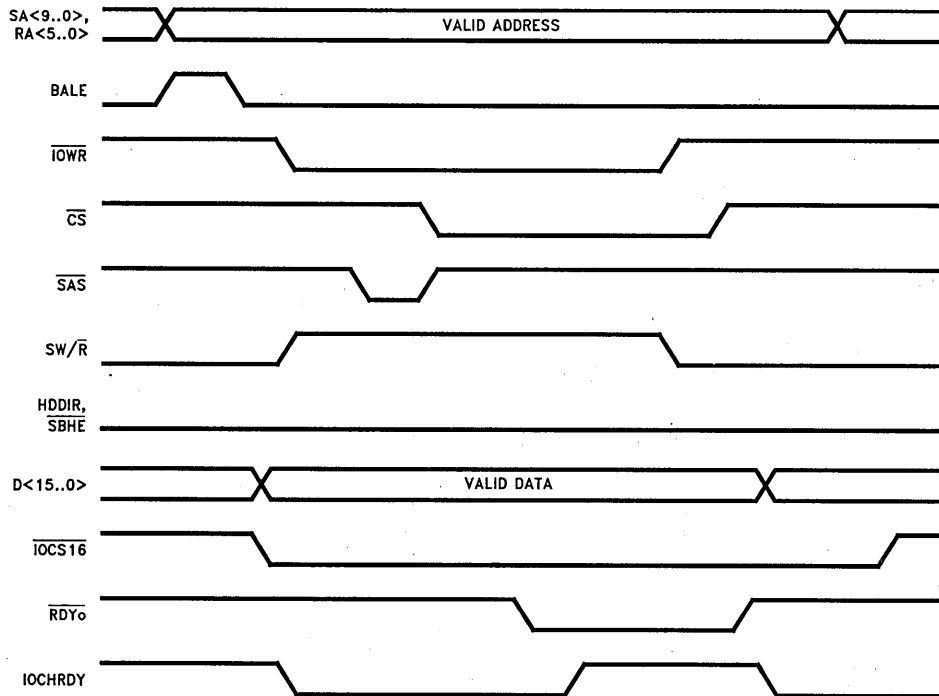 SA<9..0>,
RA<5..0>
VALID ADDRESS
BALE
IOWR
CS
SAS
SW/R
HDDIR,
SBHE
D<15..0>
VALID DATA
IOCS16
RDYo
IOCHRDY